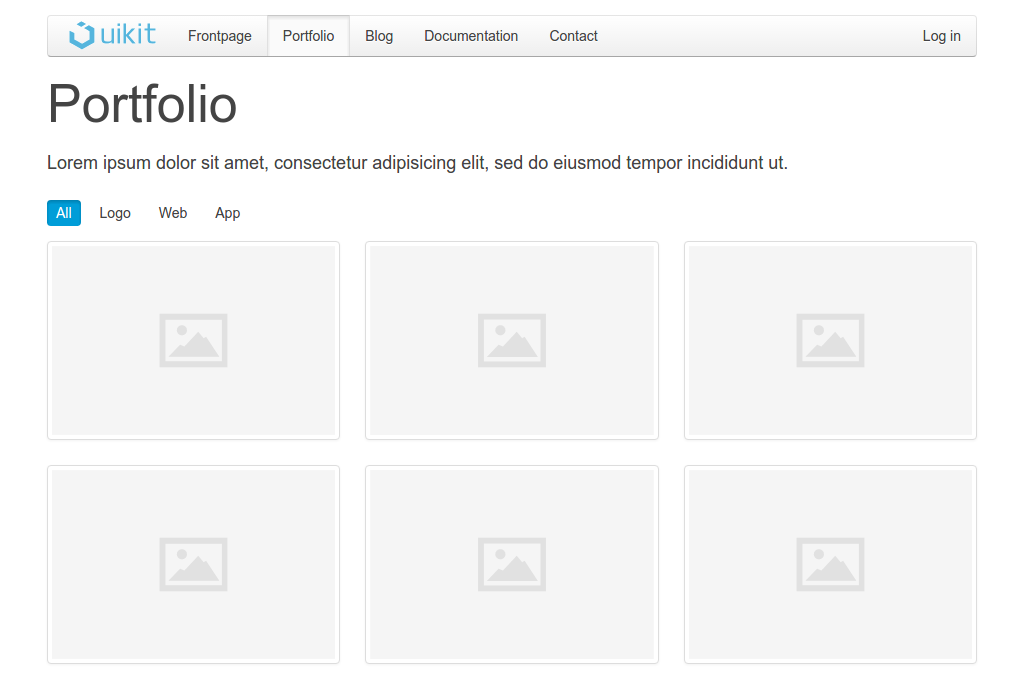 uikit Frontpage Portfolio Blog Documentation Contact Log in
Portfolio
Lorem ipsum dolor sit amet, consectetur adipisicing elit, sed do eiusmod tempor incididunt ut.
All Logo Web App